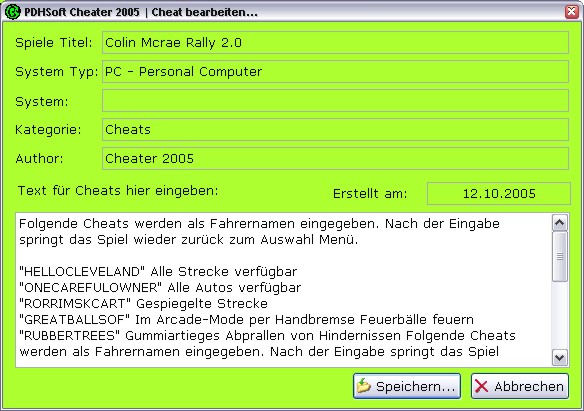 PDHSoft Cheater 2005 | Cheat bearbeiten...
Spiele Titel: Colin Mcrae Rally 2.0
System Typ: PC - Personal Computer
System:
Kategorie: Cheats
Author: Cheater 2005
Text für Cheats hier eingeben: Erstellt am: 12.10.2005
Folgende Cheats werden als Fahrernamen eingegeben. Nach der Eingabe
springt das Spiel wieder zurück zum Auswahl Menü.
"HELLOCLEVELAND" Alle Strecke verfügbar
"ONECAREFULOWNER" Alle Autos verfügbar
"RORRIMSKCART" Gespiegelte Strecke
"GREATBALLSOF" Im Arcade-Mode per Handbremse Feuerbälle feuern
"RUBBERTREES" Gummiartieges Abprallen von Hindernissen Folgende Cheats
werden als Fahrernamen eingegeben. Nach der Eingabe springt das Spiel
Speichern... Abbrechen